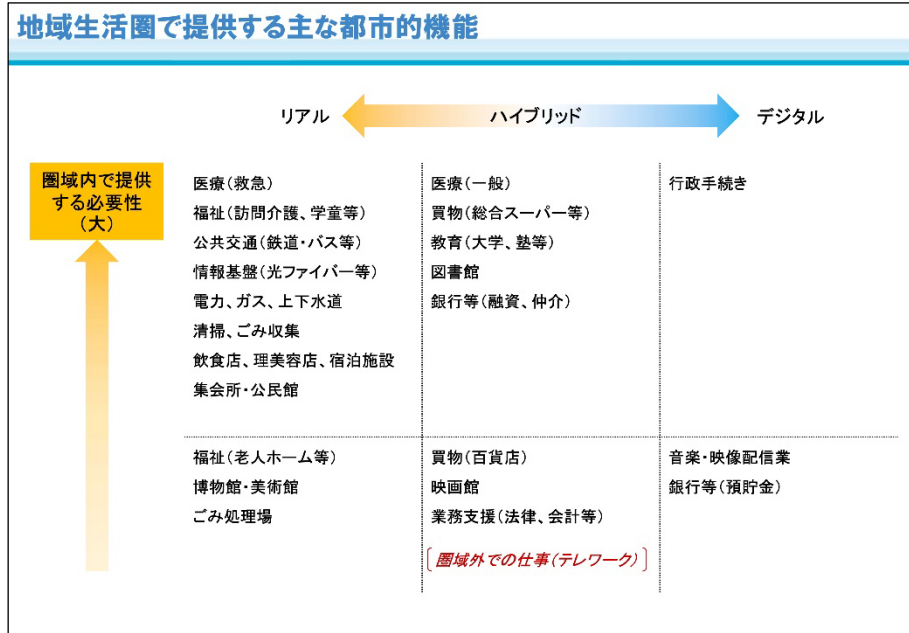 地域生活圏で提供する主な都市的機能
リアル
ハイブリッド
デジタル
圏域内で提供
する必要性
(大)
医療(救急)
福祉(訪問介護、学童等)
公共交通(鉄道・バス等)
情報基盤(光ファイバー等)
電力、ガス、上下水道
清掃、ごみ収集
飲食店、理美容店、宿泊施設
集会所・公民館
医療(一般)
買物(総合スーパー等)
教育(大学、塾等)
図書館
銀行等(融資、仲介)
行政手続き
福祉(老人ホーム等)
博物館・美術館
ごみ処理場
買物(百貨店)
映画館
業務支援(法律、会計等)
[圏域外での仕事(テレワーク)]
音楽・映像配信業
銀行等(預貯金)